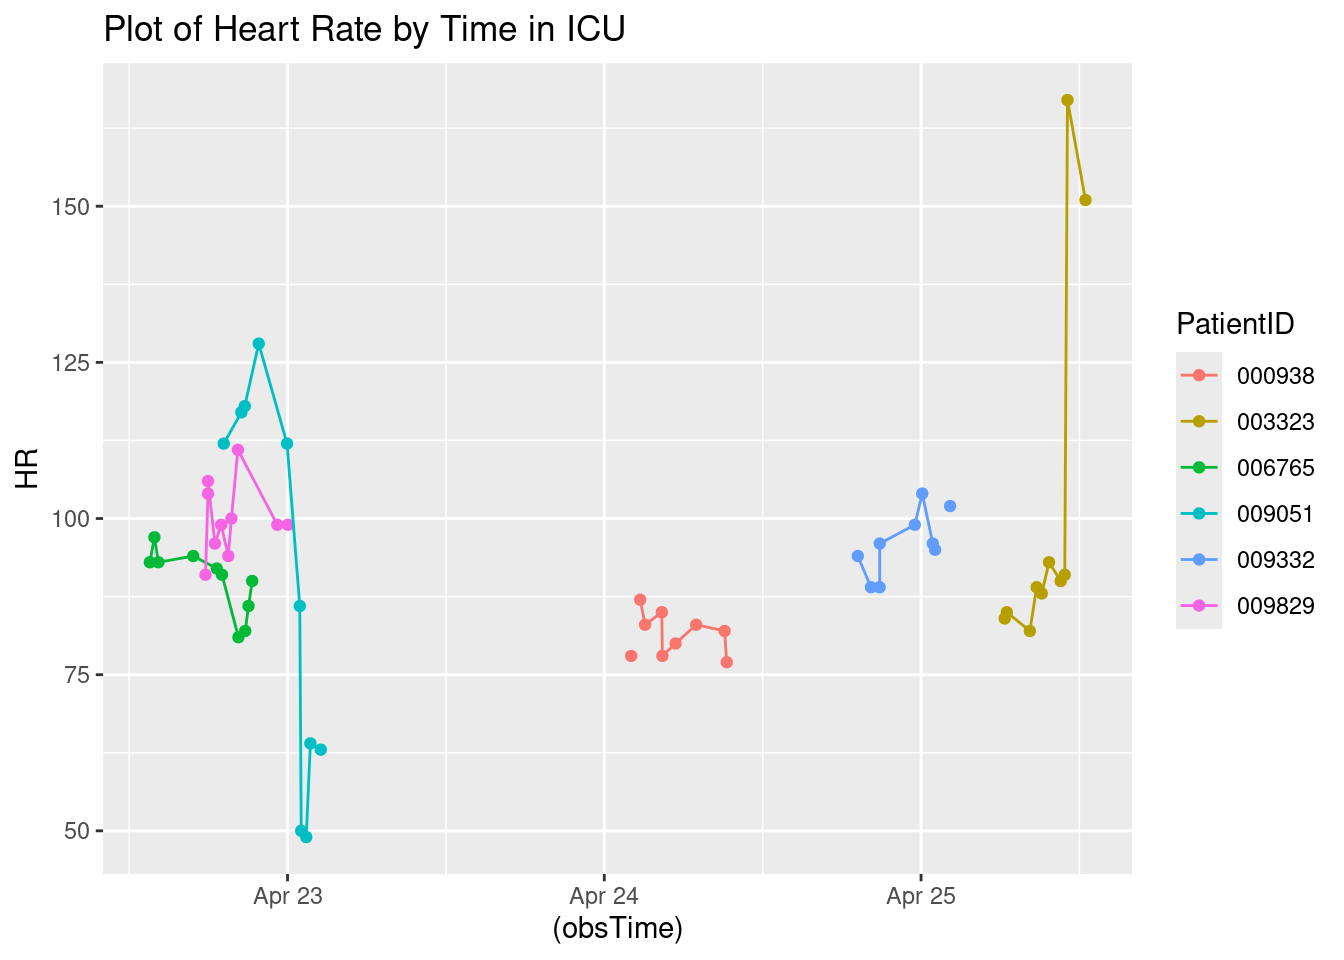 Plot of Heart Rate by Time in ICU
150
125
100
75
50
HR
Apr 23
Apr 24
Apr 25
(obsTime)
PatientID
000938
003323
006765
009051
009332
009829